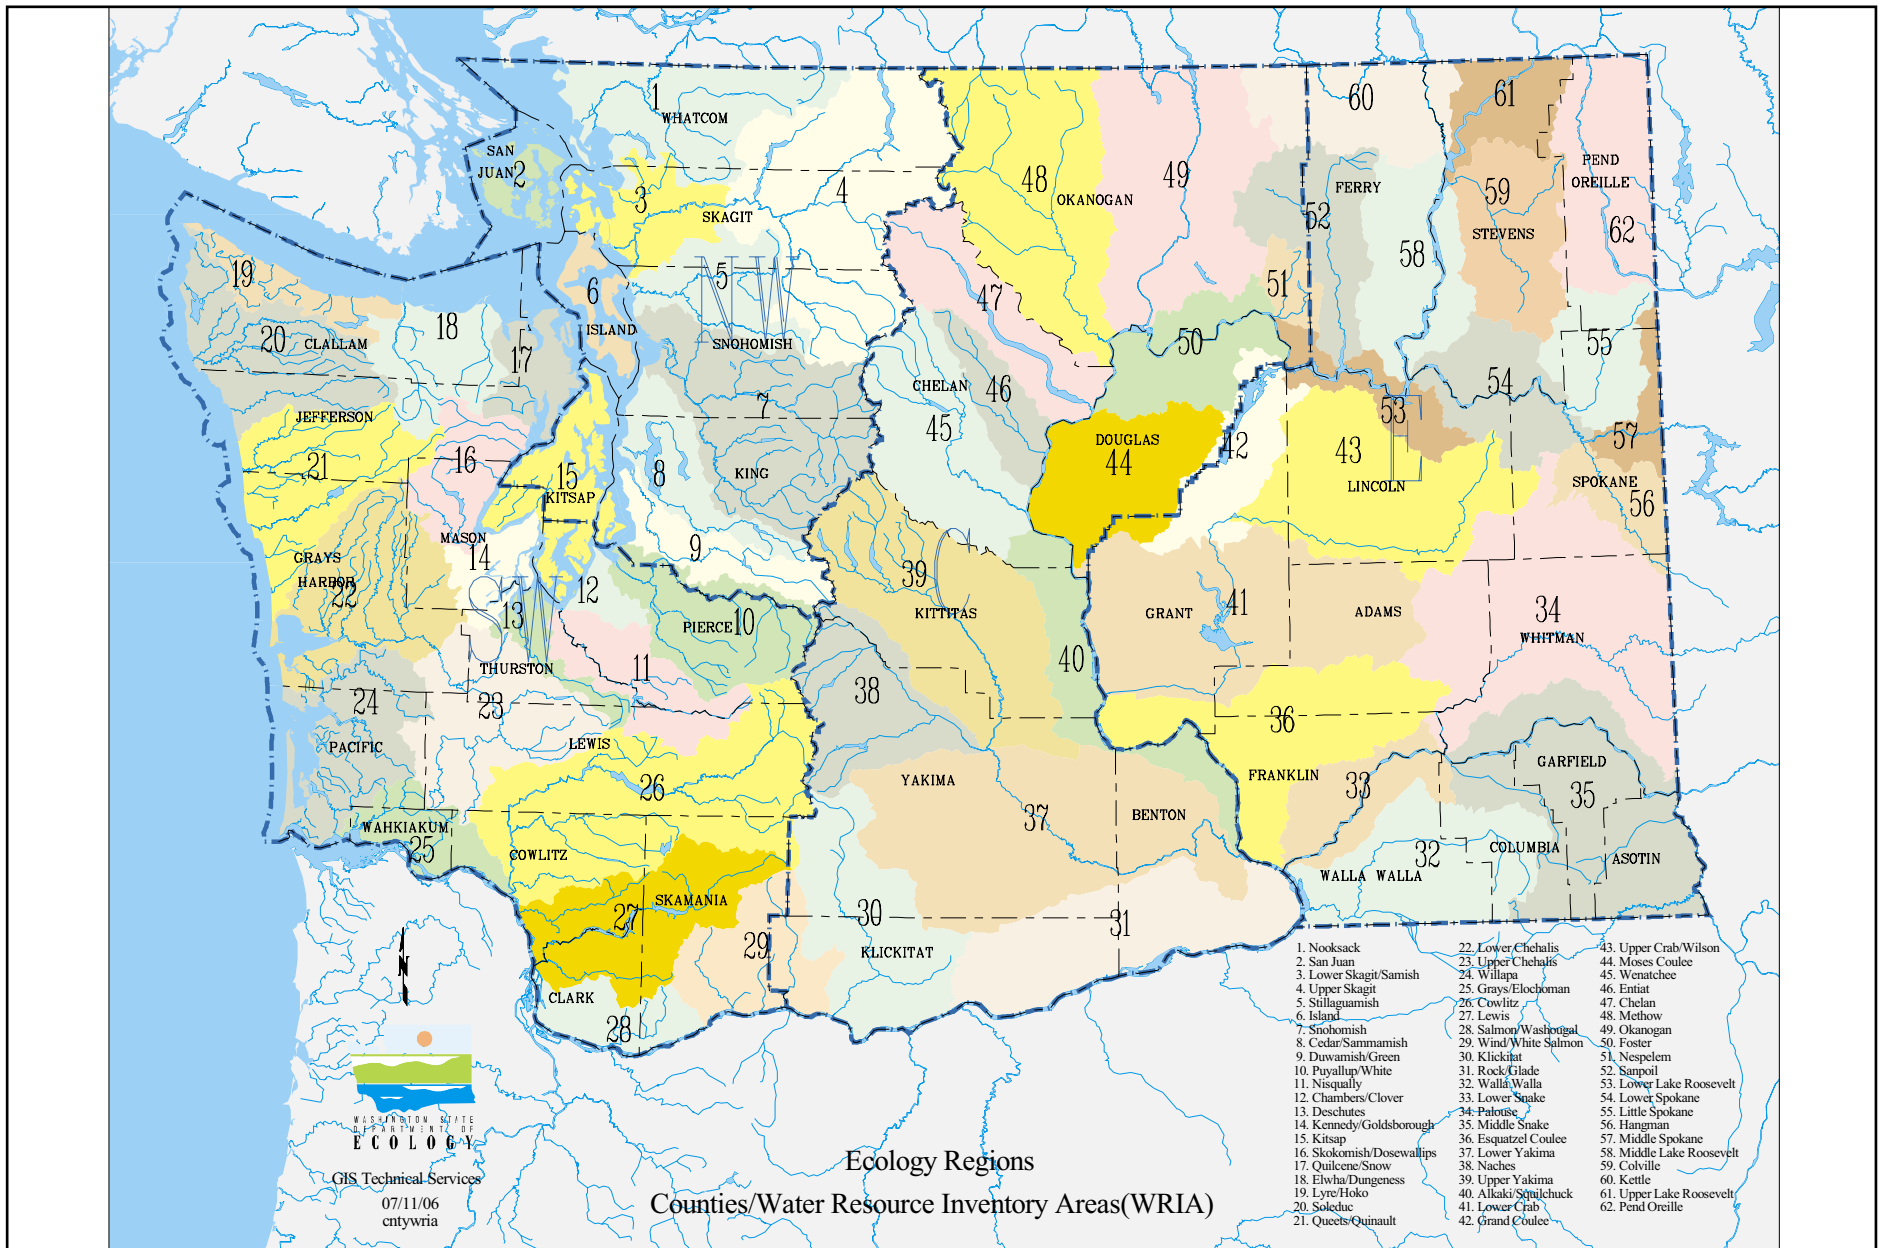 1
WHATCOM
60
61
SAN
JUAN 2
3
SKAGIT
4
48
OKANOGAN
49
FERRY
52
59
STEVENS
PEND
OREILLE
62
58
19
20
CLALLAM
18
17
6
ISLAND
5
NW
SNOHOMISH
47
51
50
55
JEFFERSON
7
CHELAN
46
45
54
53
57
21
16
15
KITSAP
8
KING
DOUGLAS
44
42
43
LINCOLN
SPOKANE
56
GRAYS
HARBOR
22
MASON
14
9
39
C
KITTITAS
SW
13
12
PIERCE 10
GRANT
41
ADAMS
34
WHITMAN
THURSTON
11
40
38
24
23
PACIFIC
LEWIS
36
26
YAKIMA
37
BENTON
FRANKLIN
33
GARFIELD
35
WAHKIAKUM
25
COWLITZ
32
COLUMBIA
ASOTIN
WALLA WALLA
SKAMANIA
27
30
31
29
KLICKITAT
CLARK
28
N
1. Nooksack
2. San Juan
3. Lower Skagit/Samish
4. Upper Skagit
5. Stillaguamish
6. Island
7. Snohomish
8. Cedar/Sammamish
9. Duwamish/Green
10. Puyallup/White
11. Nisqually
12. Chambers/Clover
13. Deschutes
14. Kennedy/Goldsborough
15. Kitsap
16. Skokomish/Dosewallips
17. Quilcene/Snow
18. Elwha/Dungeness
19. Lyre/Hoko
20. Soleduc
21. Queets/Quinault
22. Lower Chehalis
23. Upper Chehalis
24. Willapa
25. Grays/Elochoman
26. Cowlitz
27. Lewis
28. Salmon/Washougal
29. Wind/White Salmon
30. Klickitat
31. Rock/Glade
32. Walla Walla
33. Lower Snake
34. Palouse
35. Middle Snake
36. Esquatzel Coulee
37. Lower Yakima
38. Naches
39. Upper Yakima
40. Alkaki/Squilchuck
41. Lower Crab
42. Grand Coulee
43. Upper Crab/Wilson
44. Moses Coulee
45. Wenatchee
46. Entiat
47. Chelan
48. Methow
49. Okanogan
50. Foster
51. Nespelem
52. Sanpoil
53. Lower Lake Roosevelt
54. Lower Spokane
55. Little Spokane
56. Hangman
57. Middle Spokane
58. Middle Lake Roosevelt
59. Colville
60. Kettle
61. Upper Lake Roosevelt
62. Pend Oreille
WASHINGTON STATE
DEPARTMENT OF
ECOLOGY
GIS Technical Services
07/11/06
cntywria
Ecology Regions
Counties/Water Resource Inventory Areas(WRIA)